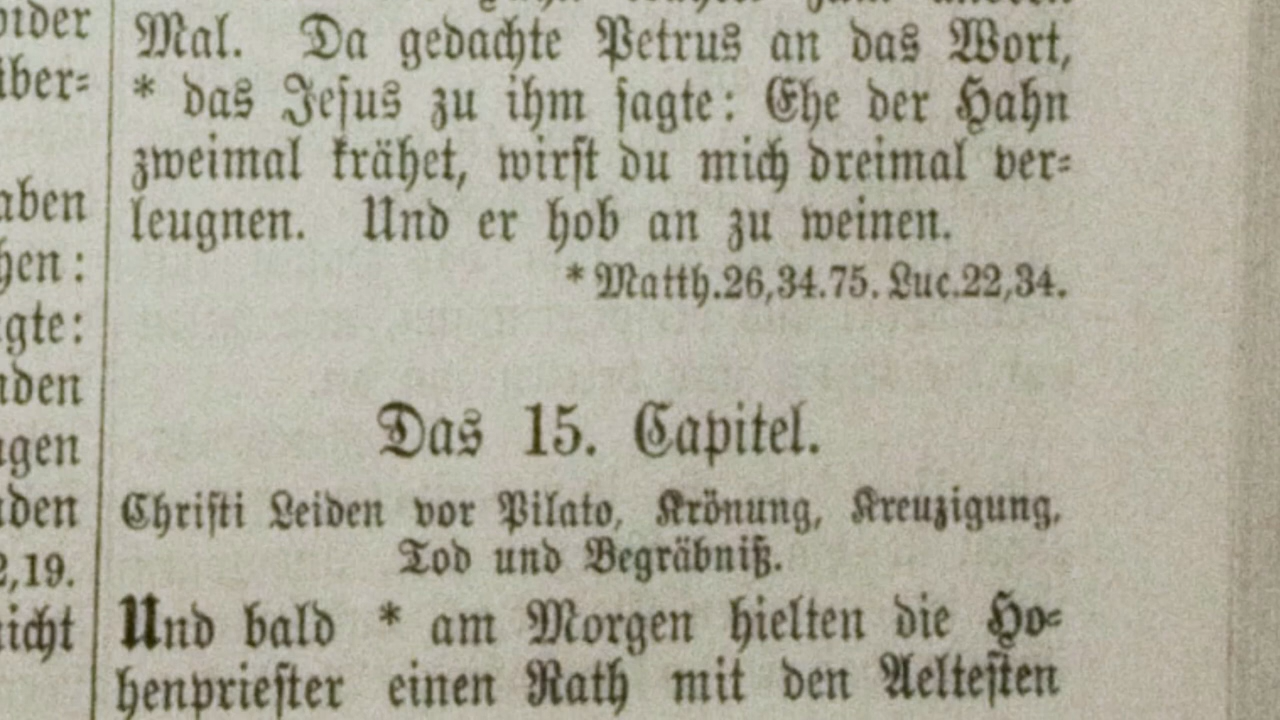 Mal. Da gedachte Petrus an das Wort,
* das Jesus zu ihm sagte: Ehe der Hahn
zweimal krähet, wirst du mich dreimal ver=
leugnen. Und er hob an zu weinen.
* Matth.26,34.75. Luc.22,34.
Das 15. Capitel.
Christi Leiden vor Pilato, Krönung, Kreuzigung,
Tod und Begräbniß.
Und bald * am Morgen hielten die Ho=
henpriester einen Rath mit den Aeltesten